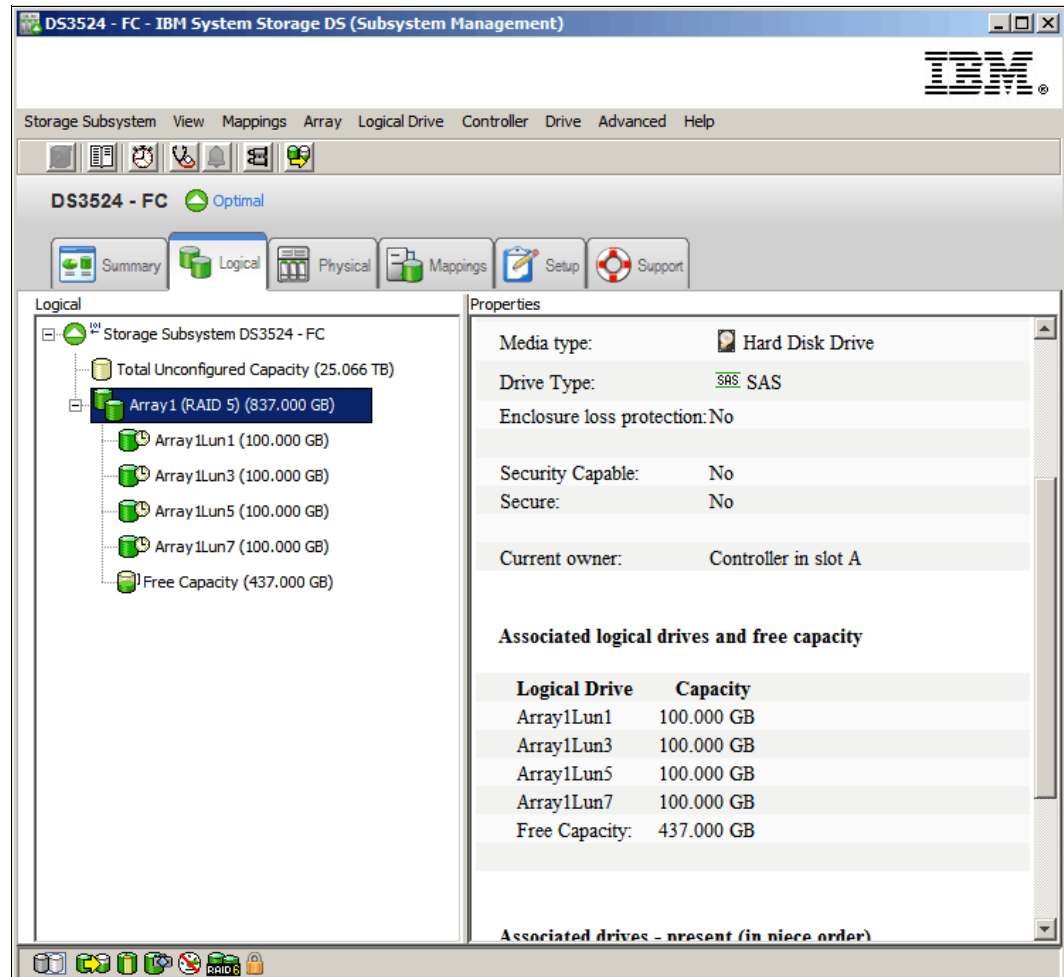 DS3524 - FC - IBM System Storage DS (Subsystem Management)
IBM®
Storage Subsystem View Mappings Array Logical Drive Controller Drive Advanced Help
DS3524 - FC Optimal
Summary Logical Physical Mappings Setup Support
Logical
Storage Subsystem DS3524 - FC
Total Unconfigured Capacity (25.066 TB)
Array1 (RAID 5) (837.000 GB)
Array1Lun1 (100.000 GB)
Array1Lun3 (100.000 GB)
Array1Lun5 (100.000 GB)
Array1Lun7 (100.000 GB)
Free Capacity (437.000 GB)
Properties
Media type: Hard Disk Drive
Drive Type: SAS SAS
Enclosure loss protection: No
Security Capable: No
Secure: No
Current owner: Controller in slot A
Associated logical drives and free capacity
Logical Drive Capacity
Array1Lun1 100.000 GB
Array1Lun3 100.000 GB
Array1Lun5 100.000 GB
Array1Lun7 100.000 GB
Free Capacity: 437.000 GB
Associated drives - present (in piece order)
RAID 6